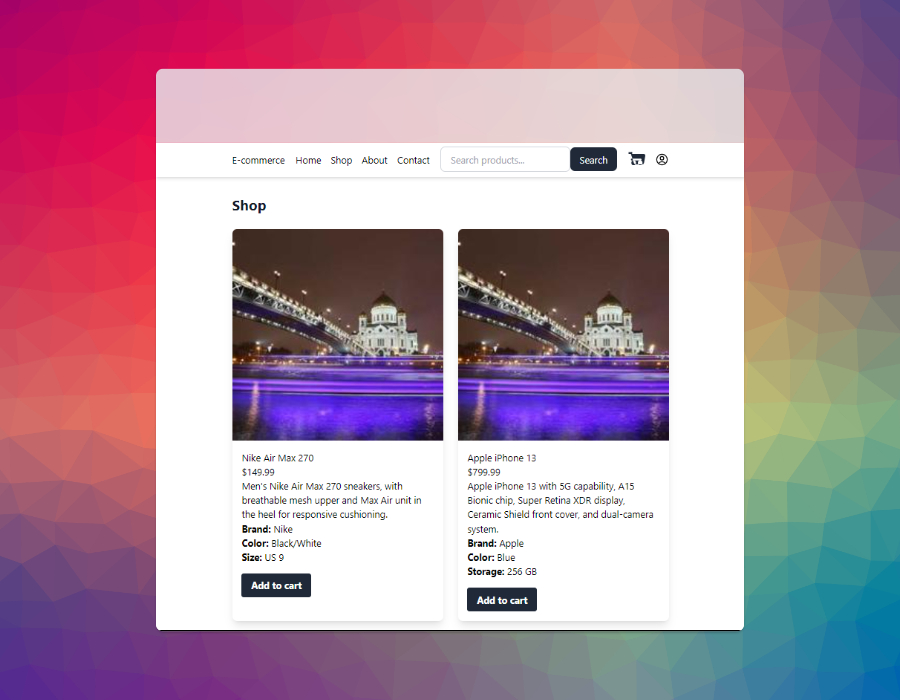 E-commerce Home Shop About Contact Search products... Search
Shop
Nike Air Max 270
$149.99
Men's Nike Air Max 270 sneakers, with
breathable mesh upper and Max Air unit in
the heel for responsive cushioning.
Brand: Nike
Color: Black/White
Size: US 9
Add to cart
Apple iPhone 13
$799.99
Apple iPhone 13 with 5G capability, A15
Bionic chip, Super Retina XDR display,
Ceramic Shield front cover, and dual-camera
system.
Brand: Apple
Color: Blue
Storage: 256 GB
Add to cart